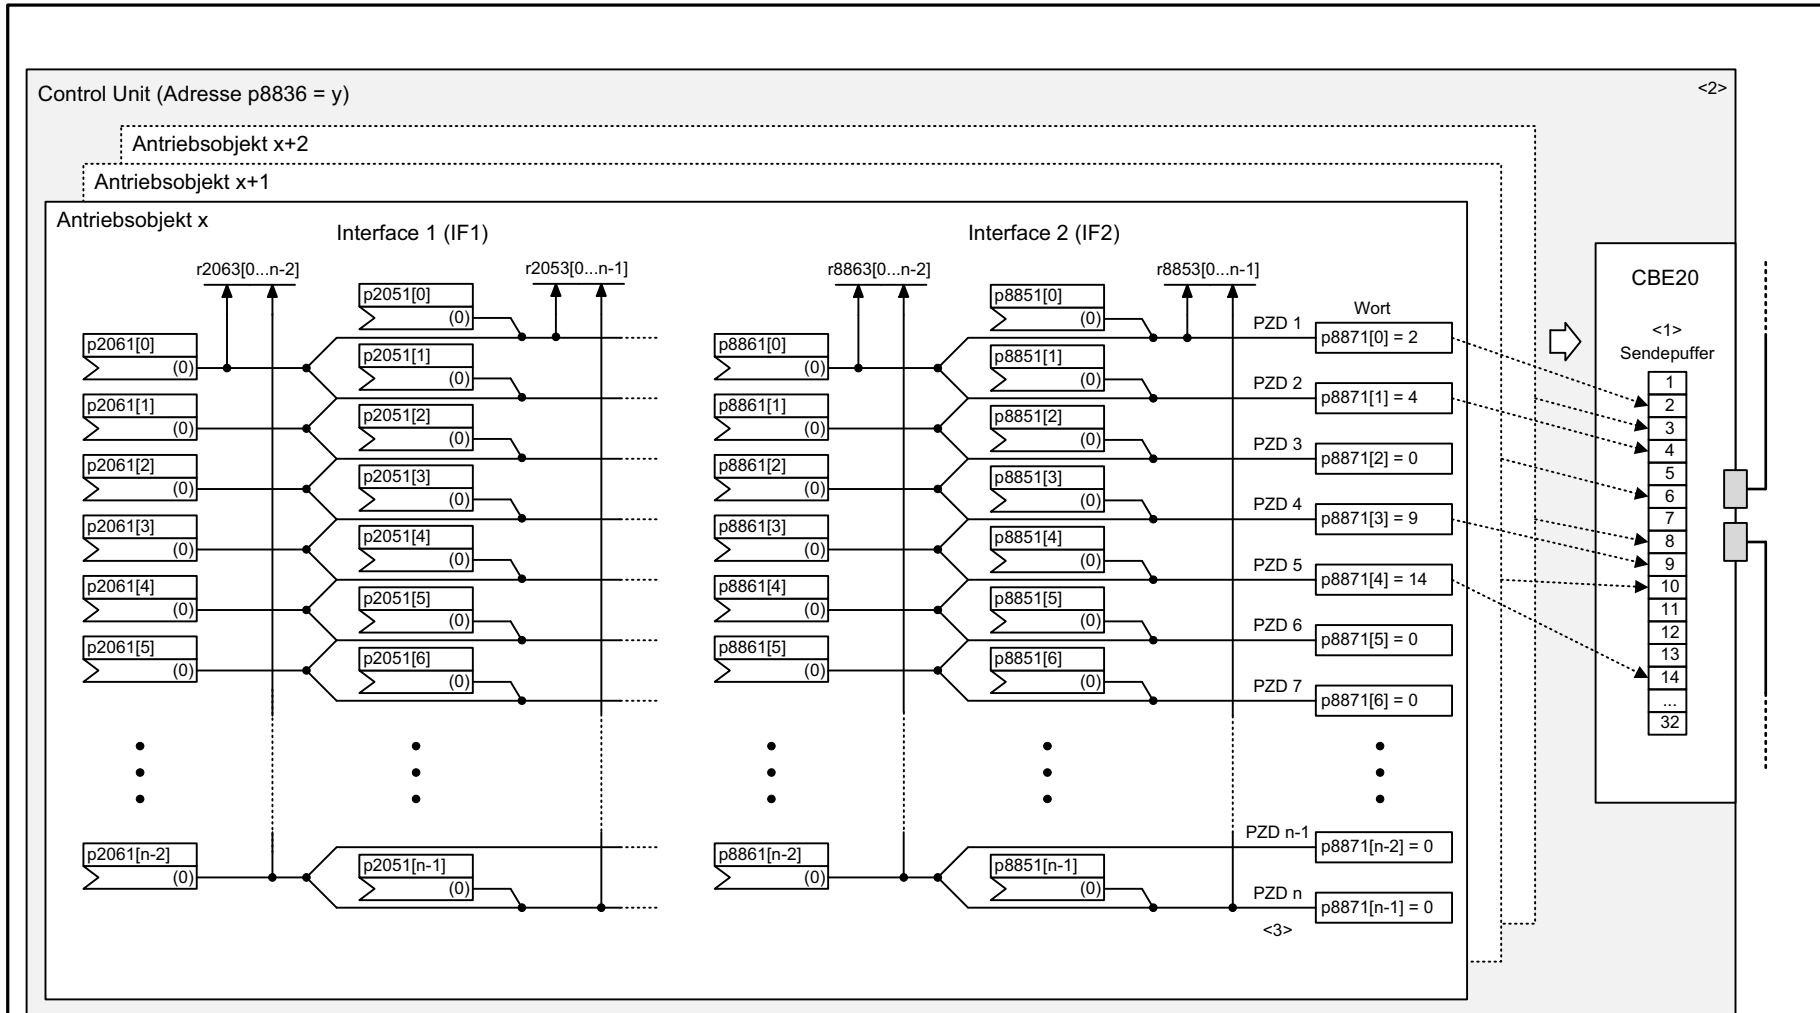 Control Unit (Adresse p8836 = y)
<2>
Antriebsobjekt x+2
Antriebsobjekt x+1
Antriebsobjekt x
Interface 1 (IF1)
Interface 2 (IF2)
r2063[0...n-2]
r2053[0...n-1]
r8863[0...n-2]
r8853[0...n-1]
p2061[0]
(0)
p2061[1]
(0)
p2061[2]
(0)
p2061[3]
(0)
p2061[4]
(0)
p2061[5]
(0)
p2061[n-2]
(0)
p2051[0]
(0)
p2051[1]
(0)
p2051[2]
(0)
p2051[3]
(0)
p2051[4]
(0)
p2051[5]
(0)
p2051[6]
(0)
p2051[n-1]
(0)
p8861[0]
(0)
p8861[1]
(0)
p8861[2]
(0)
p8861[3]
(0)
p8861[4]
(0)
p8861[5]
(0)
p8861[n-2]
(0)
p8851[0]
(0)
p8851[1]
(0)
p8851[2]
(0)
p8851[3]
(0)
p8851[4]
(0)
p8851[5]
(0)
p8851[6]
(0)
p8851[n-1]
(0)
Wort
PZD 1 p8871[0] = 2
PZD 2 p8871[1] = 4
PZD 3 p8871[2] = 0
PZD 4 p8871[3] = 9
PZD 5 p8871[4] = 14
PZD 6 p8871[5] = 0
PZD 7 p8871[6] = 0
PZD n-1 p8871[n-2] = 0
PZD n p8871[n-1] = 0
<3>
CBE20
<1>
Sendepuffer
1
2
3
4
5
6
7
8
9
10
11
12
13
14
...
32